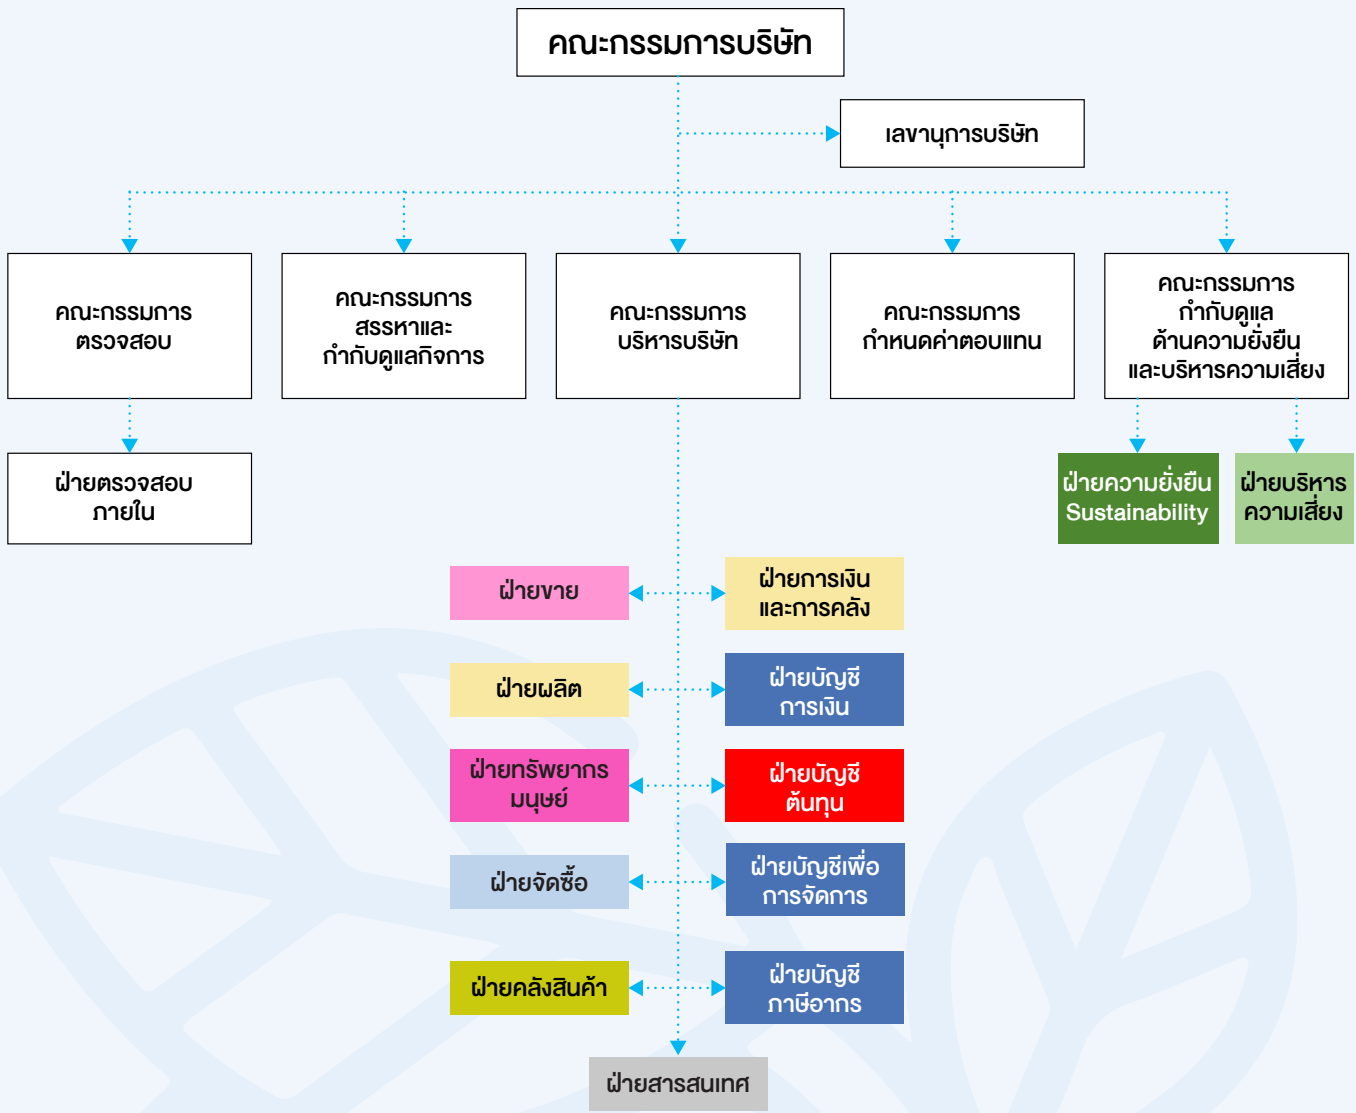 คณะกรรมการบริษัท
เลขานุการบริษัท
คณะกรรมการ
ตรวจสอบ
คณะกรรมการ
สรรหาและ
กำกับดูแลกิจการ
คณะกรรมการ
บริหารบริษัท
คณะกรรมการ
กำหนดค่าตอบแทน
คณะกรรมการ
กำกับดูแล
ด้านความยั่งยืน
และบริหารความเสี่ยง
ฝ่ายตรวจสอบ
ภายใน
ฝ่ายความยั่งยืน
Sustainability
ฝ่ายบริหาร
ความเสี่ยง
ฝ่ายขาย
ฝ่ายการเงิน
และการคลัง
ฝ่ายผลิต
ฝ่ายบัญชี
การเงิน
ฝ่ายทรัพยากร
มนุษย์
ฝ่ายบัญชี
ต้นทุน
ฝ่ายจัดซื้อ
ฝ่ายบัญชีเพื่อ
การจัดการ
ฝ่ายคลังสินค้า
ฝ่ายบัญชี
ภาษีอากร
ฝ่ายสารสนเทศ